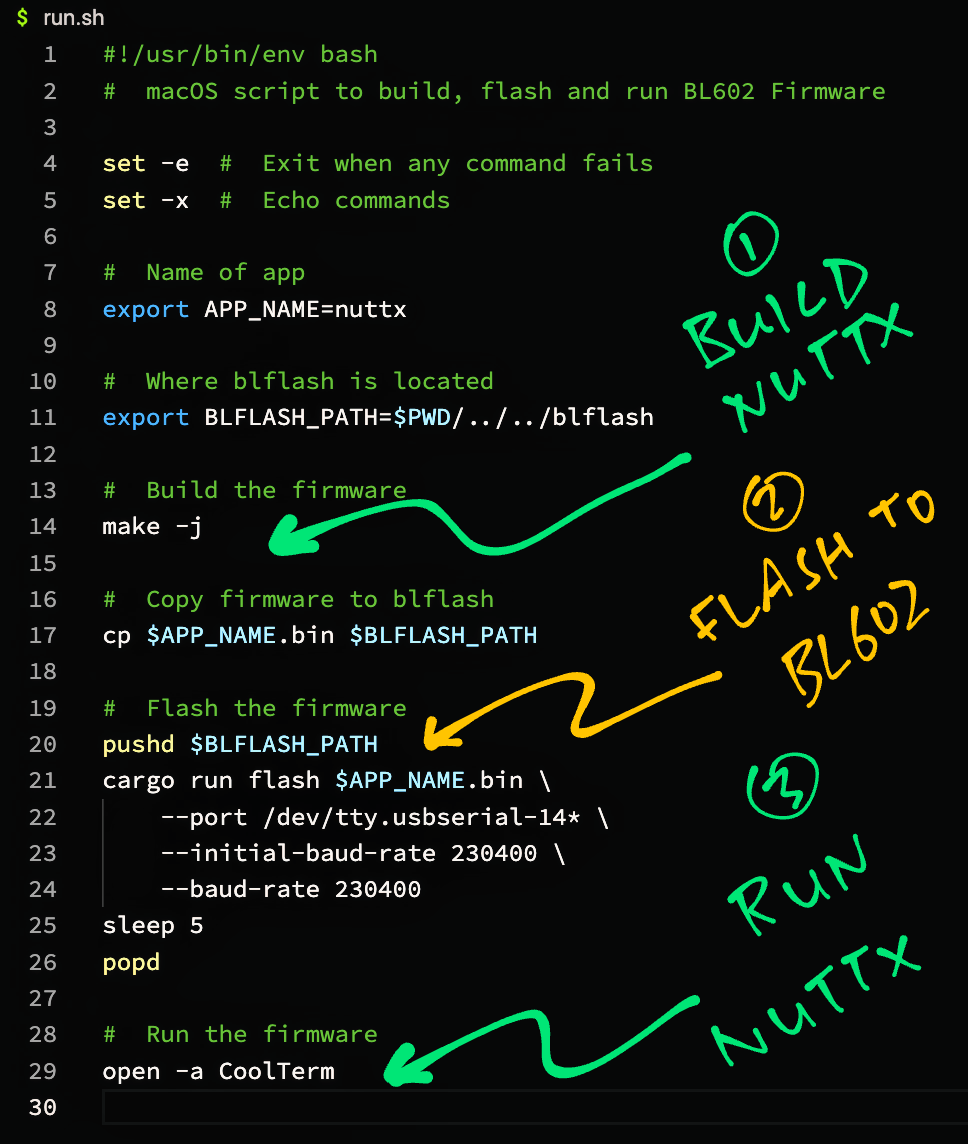 $ run.sh
1 #!/usr/bin/env bash
2 #  macOS script to build, flash and run BL602 Firmware
3
4 set -e  #  Exit when any command fails
5 set -x  #  Echo commands
6
7 #  Name of app
8 export APP_NAME=nuttx
9
10 #  Where blflash is located
11 export BLFLASH_PATH=$PWD/../../blflash
12
13 #  Build the firmware
14 make -j
15
16 #  Copy firmware to blflash
17 cp $APP_NAME.bin $BLFLASH_PATH
18
19 #  Flash the firmware
20 pushd $BLFLASH_PATH
21 cargo run flash $APP_NAME.bin \
22     --port /dev/tty.usbserial-14* \
23     --initial-baud-rate 230400 \
24     --baud-rate 230400
25 sleep 5
26 popd
27
28 #  Run the firmware
29 open -a CoolTerm
30
1
BUILD
NUTTX
2
FLASH TO
BL602
3
RUN
NUTTX